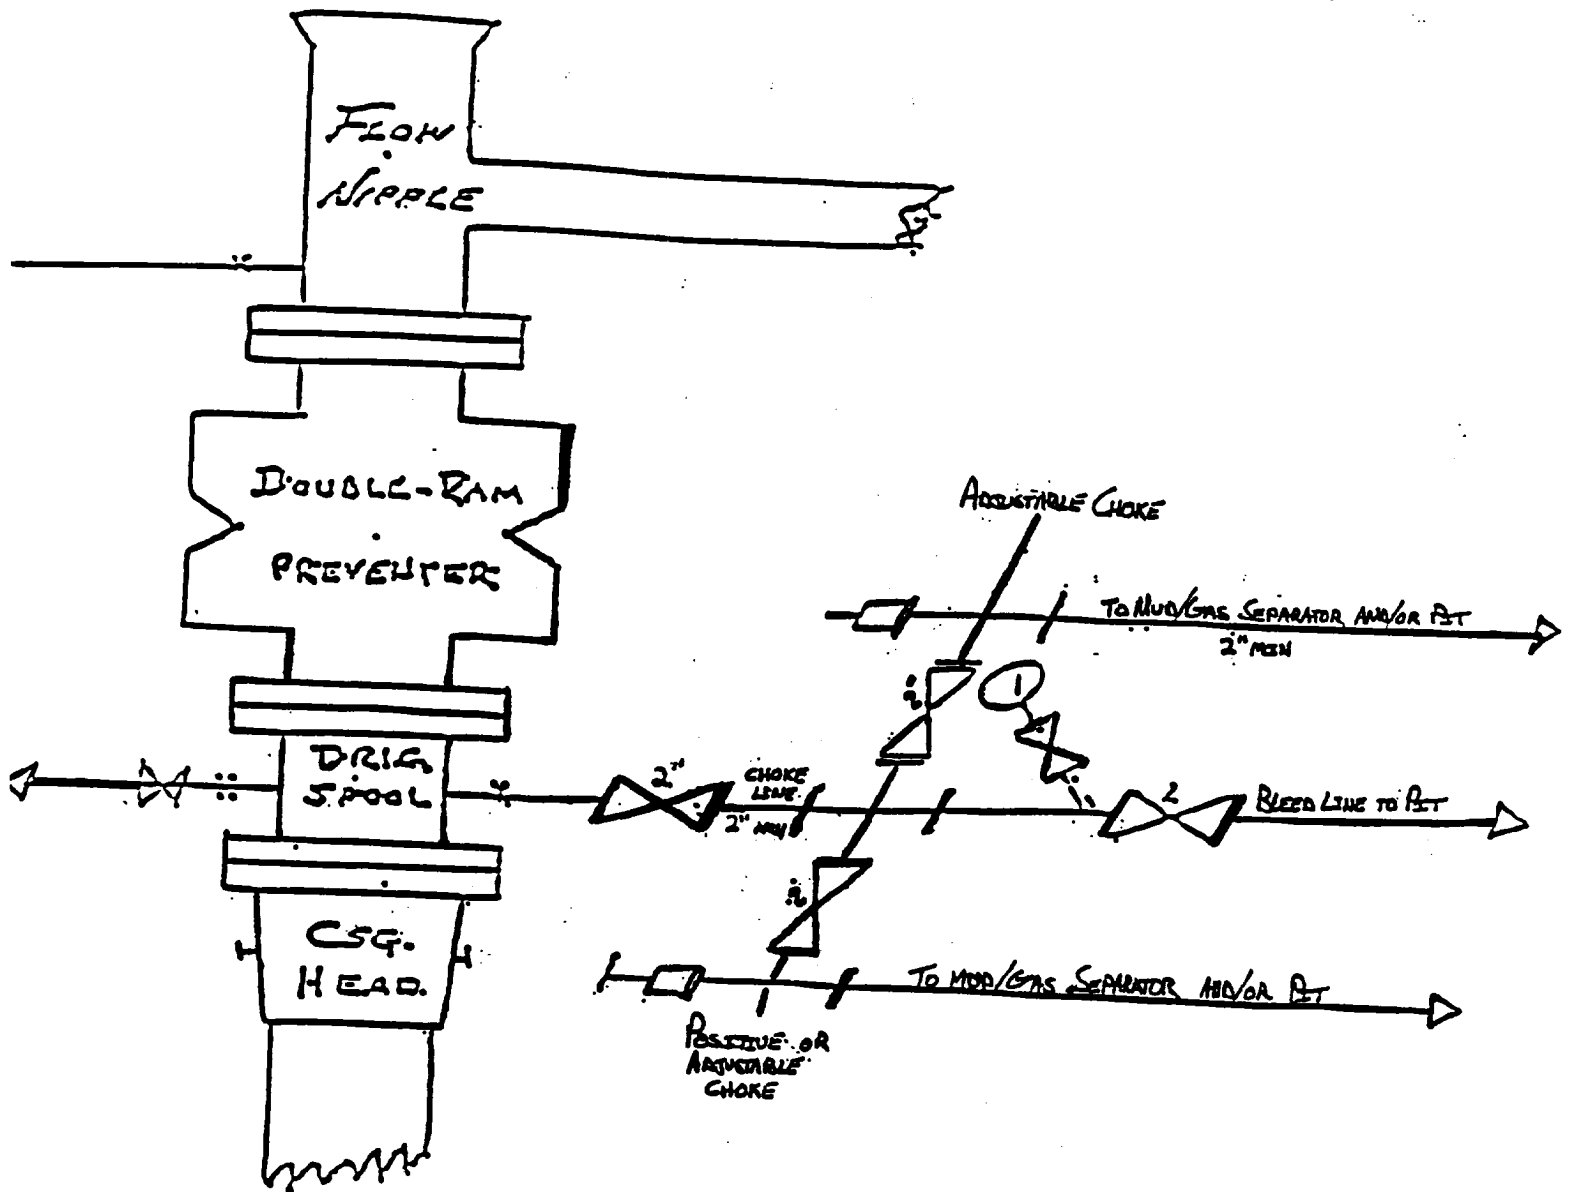 FLOW
NIPPLE
DOUBLE-RAM
PREVENTER
ADJUSTABLE CHOKE
TO MUD/GAS SEPARATOR AND/OR PIT
2" MIN
2"
1
DRLG
SPOOL
2"
CHOKE
LINE
2" MIN
2
BLEED LINE TO PIT
2"
CSG.
HEAD.
TO MUD/GAS SEPARATOR AND/OR PIT
POSITIVE OR
ADJUSTABLE
CHOKE